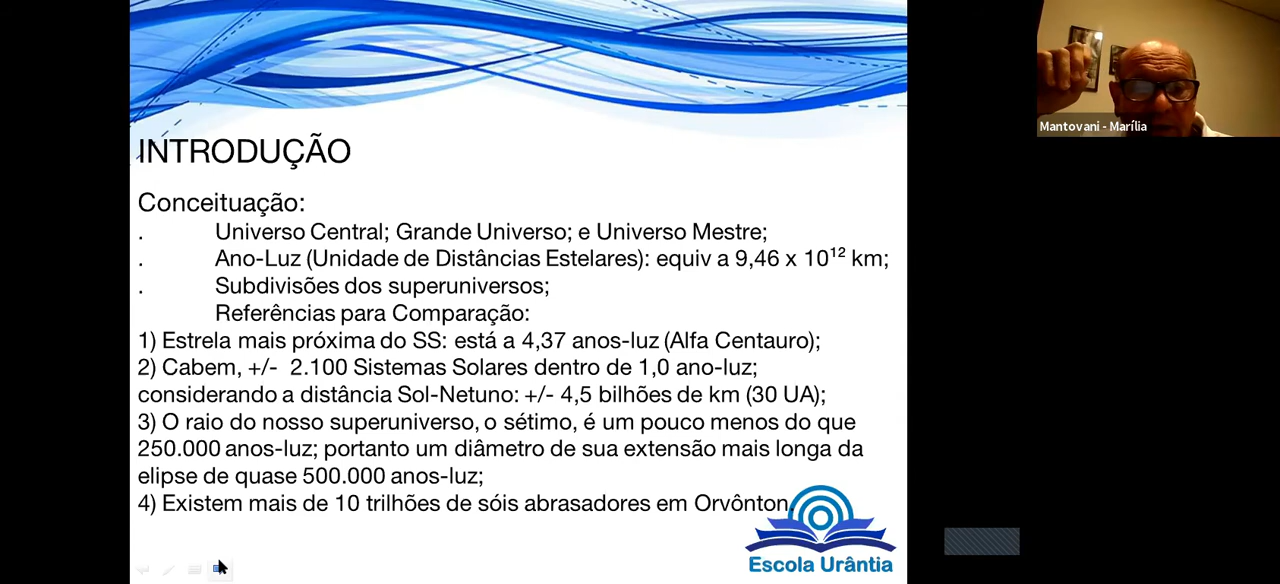 Mantovani - Marília
INTRODUÇÃO
Conceituação:
. Universo Central; Grande Universo; e Universo Mestre;
. Ano-Luz (Unidade de Distâncias Estelares): equiv a 9,46 x 10¹² km;
. Subdivisões dos superuniversos;
Referências para Comparação:
1) Estrela mais próxima do SS: está a 4,37 anos-luz (Alfa Centauro);
2) Cabem, +/- 2.100 Sistemas Solares dentro de 1,0 ano-luz;
considerando a distância Sol-Netuno: +/- 4,5 bilhões de km (30 UA);
3) O raio do nosso superuniverso, o sétimo, é um pouco menos do que
250.000 anos-luz; portanto um diâmetro de sua extensão mais longa da
elipse de quase 500.000 anos-luz;
4) Existem mais de 10 trilhões de sóis abrasadores em Orvônton.
Escola Urântia